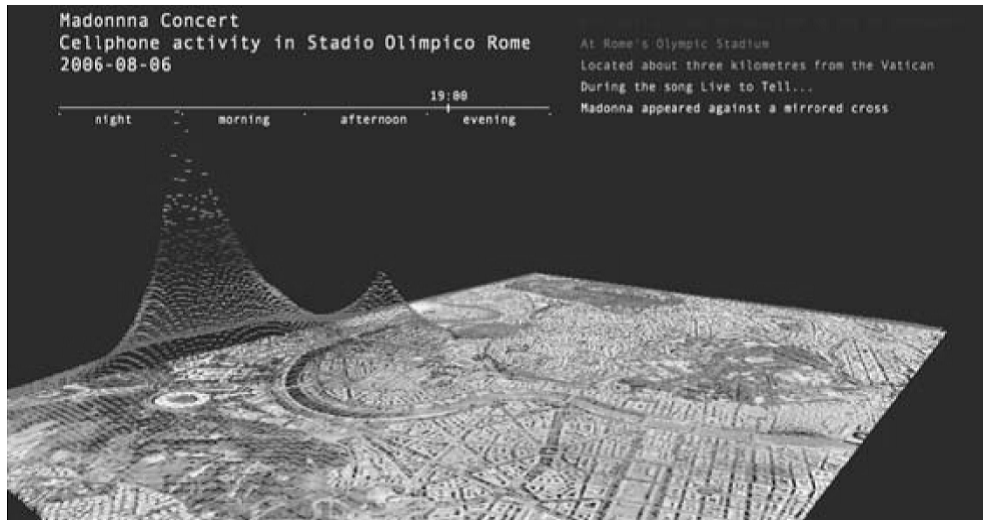 Madonnna Concert
Cellphone activity in Stadio Olimpico Rome
2006-08-06
19:00
night morning afternoon evening
At Rome's Olympic Stadium
Located about three kilometres from the Vatican
During the song Live to Tell...
Madonna appeared against a mirrored cross